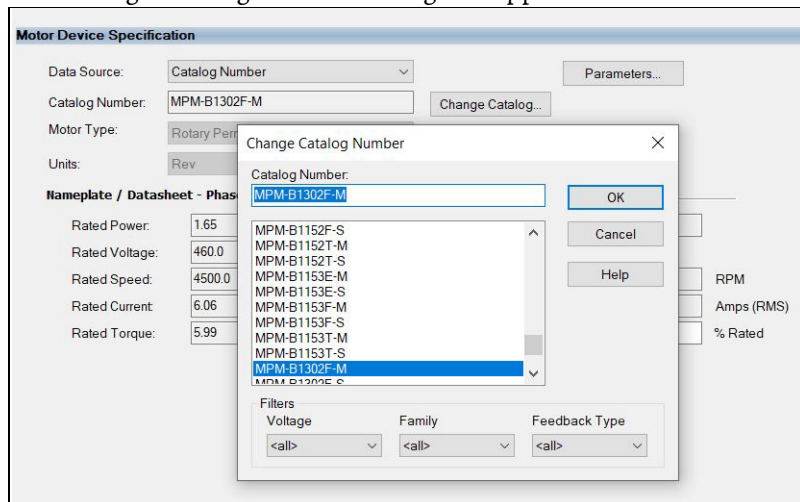 Motor Device Specification
Data Source: Catalog Number Parameters...
Catalog Number: MPM-B1302F-M Change Catalog...
Motor Type: Rotary Perm
Units: Rev
Nameplate / Datasheet - Phas
Rated Power: 1.65
Rated Voltage: 460.0
Rated Speed: 4500.0 RPM
Rated Current: 6.06 Amps (RMS)
Rated Torque: 5.99 % Rated
Change Catalog Number
Catalog Number:
MPM-B1302F-M
OK
Cancel
Help
MPM-B1152F-S
MPM-B1152T-M
MPM-B1152T-S
MPM-B1153E-M
MPM-B1153E-S
MPM-B1153F-M
MPM-B1153F-S
MPM-B1153T-M
MPM-B1153T-S
MPM-B1302F-M
MPM-B1302F-S
Filters
Voltage Family Feedback Type
<all> <all> <all>